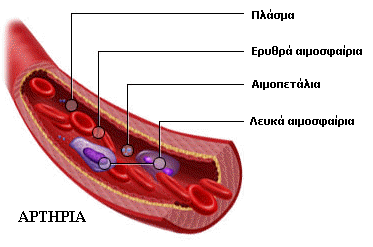 Πλάσμα
Ερυθρά αιμοσφαίρια
Αιμοπετάλια
Λευκά αιμοσφαίρια
ΑΡΤΗΡΙΑ